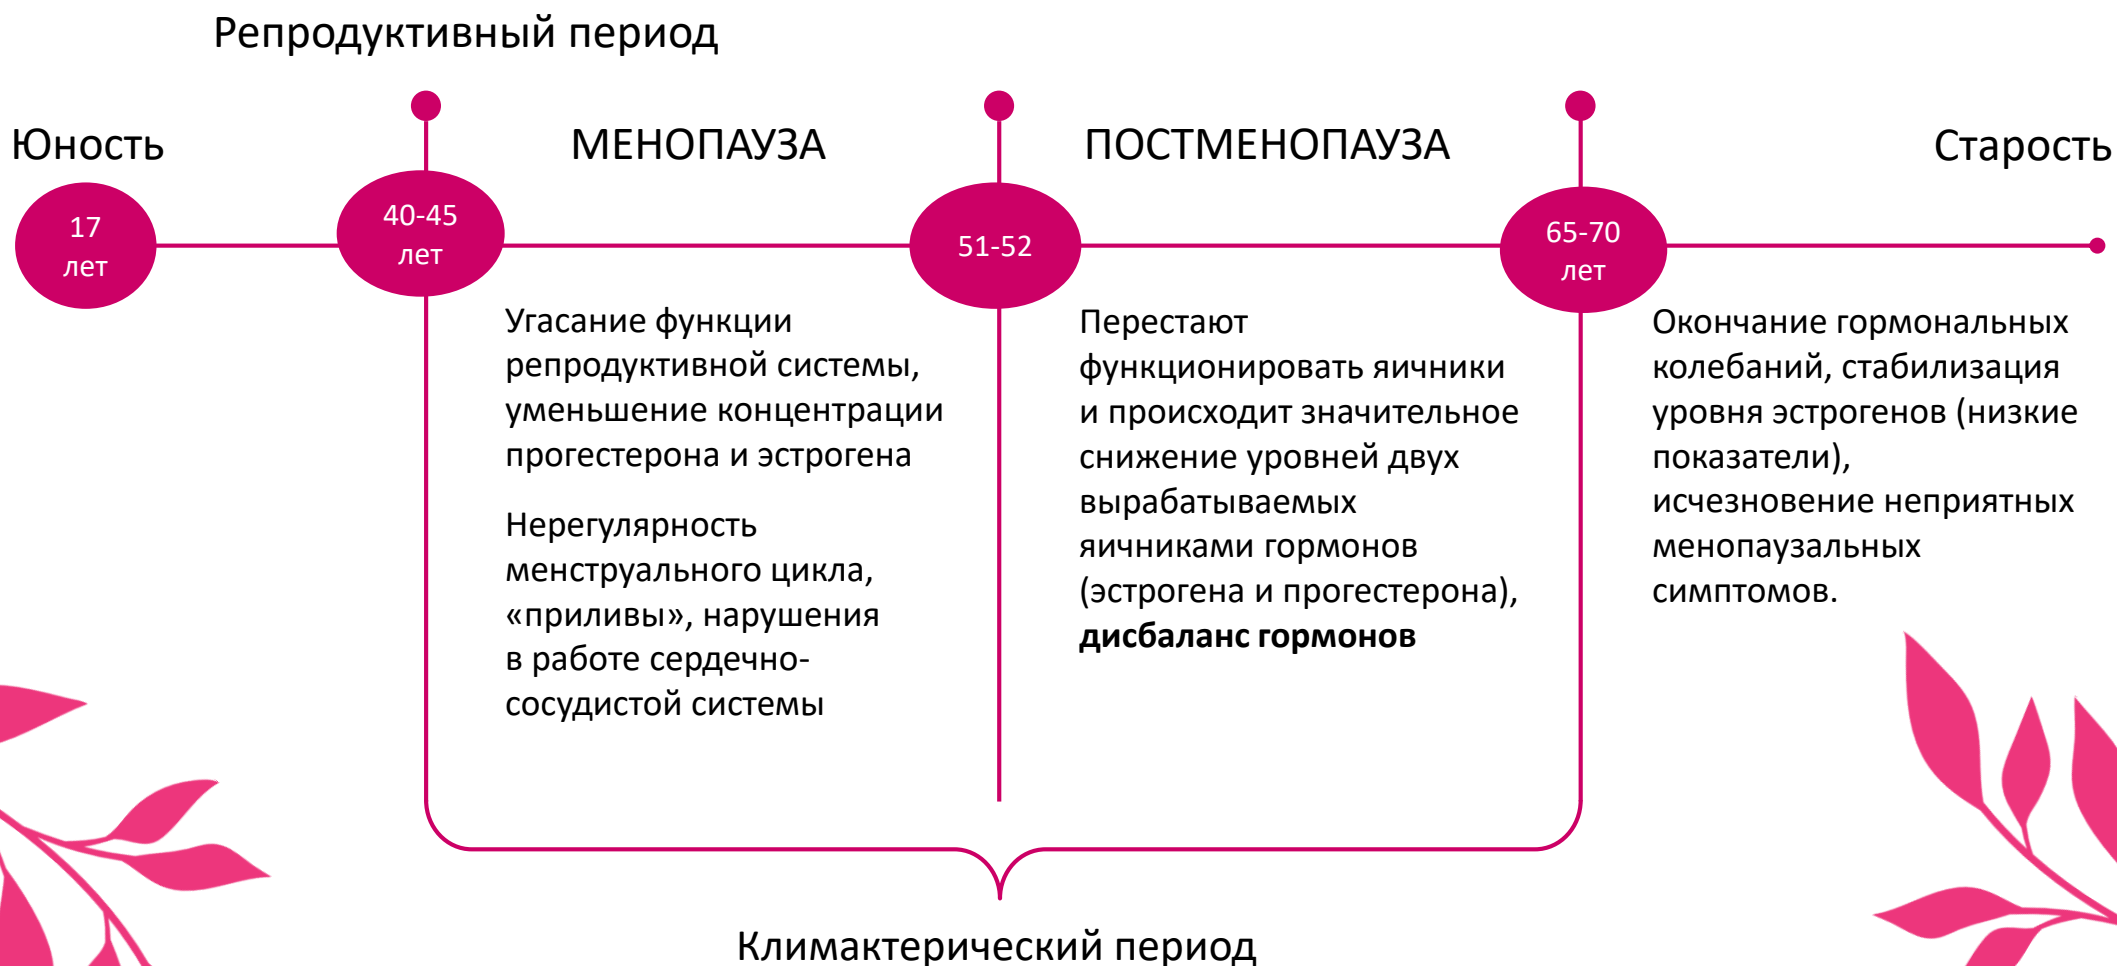 Репродуктивный период
Юность
МЕНОПАУЗА
ПОСТМЕНОПАУЗА
Старость
17
лет
40-45
лет
51-52
65-70
лет
Угасание функции
репродуктивной системы,
уменьшение концентрации
прогестерона и эстрогена
Нерегулярность
менструального цикла,
«приливы», нарушения
в работе сердечно-
сосудистой системы
Перестают
функционировать яичники
и происходит значительное
снижение уровней двух
вырабатываемых
яичниками гормонов
(эстрогена и прогестерона),
дисбаланс гормонов
Окончание гормональных
колебаний, стабилизация
уровня эстрогенов (низкие
показатели),
исчезновение неприятных
менопаузальных
симптомов.
Климактерический период